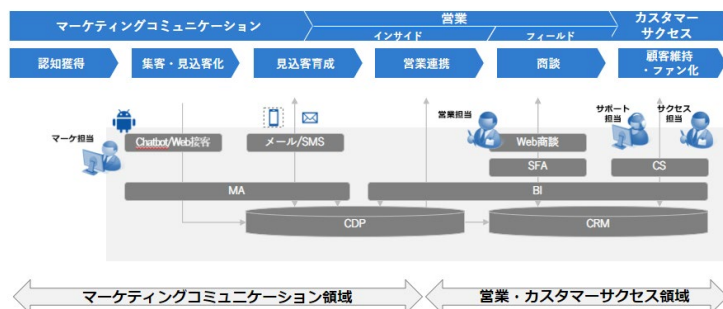 マーケティングコミュニケーション
営業
カスタマー
サクセス
インサイド
フィールド
認知獲得
集客・見込客化
見込客育成
営業連携
商談
顧客維持
・ファン化
マーケ担当
営業担当
サポート
担当
サクセス
担当
Chatbot/Web接客
メール/SMS
Web商談
SFA
CS
MA
BI
CDP
CRM
マーケティングコミュニケーション領域
営業・カスタマーサクセス領域